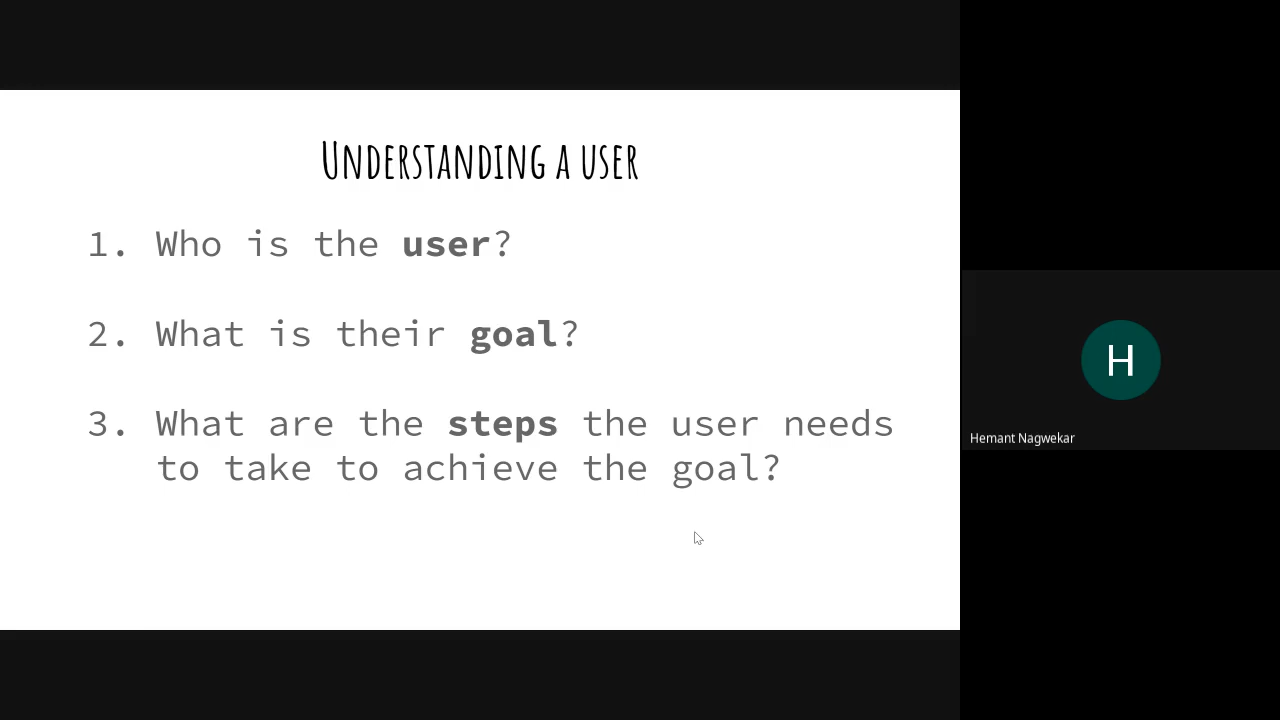 Understanding a user
1. Who is the user?
2. What is their goal?
3. What are the steps the user needs
to take to achieve the goal?
H
Hemant Nagwekar